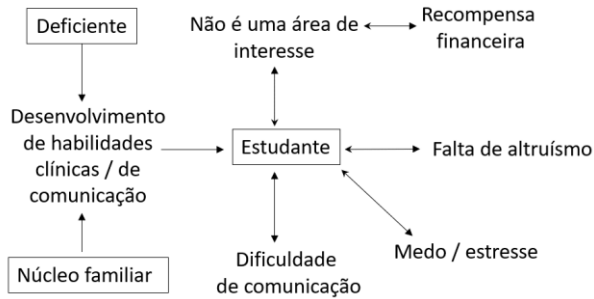 Deficiente
Não é uma área de
interesse
Recompensa
financeira
Desenvolvimento
de habilidades
clínicas / de
comunicação
Estudante
Falta de altruísmo
Núcleo familiar
Dificuldade
de comunicação
Medo / estresse